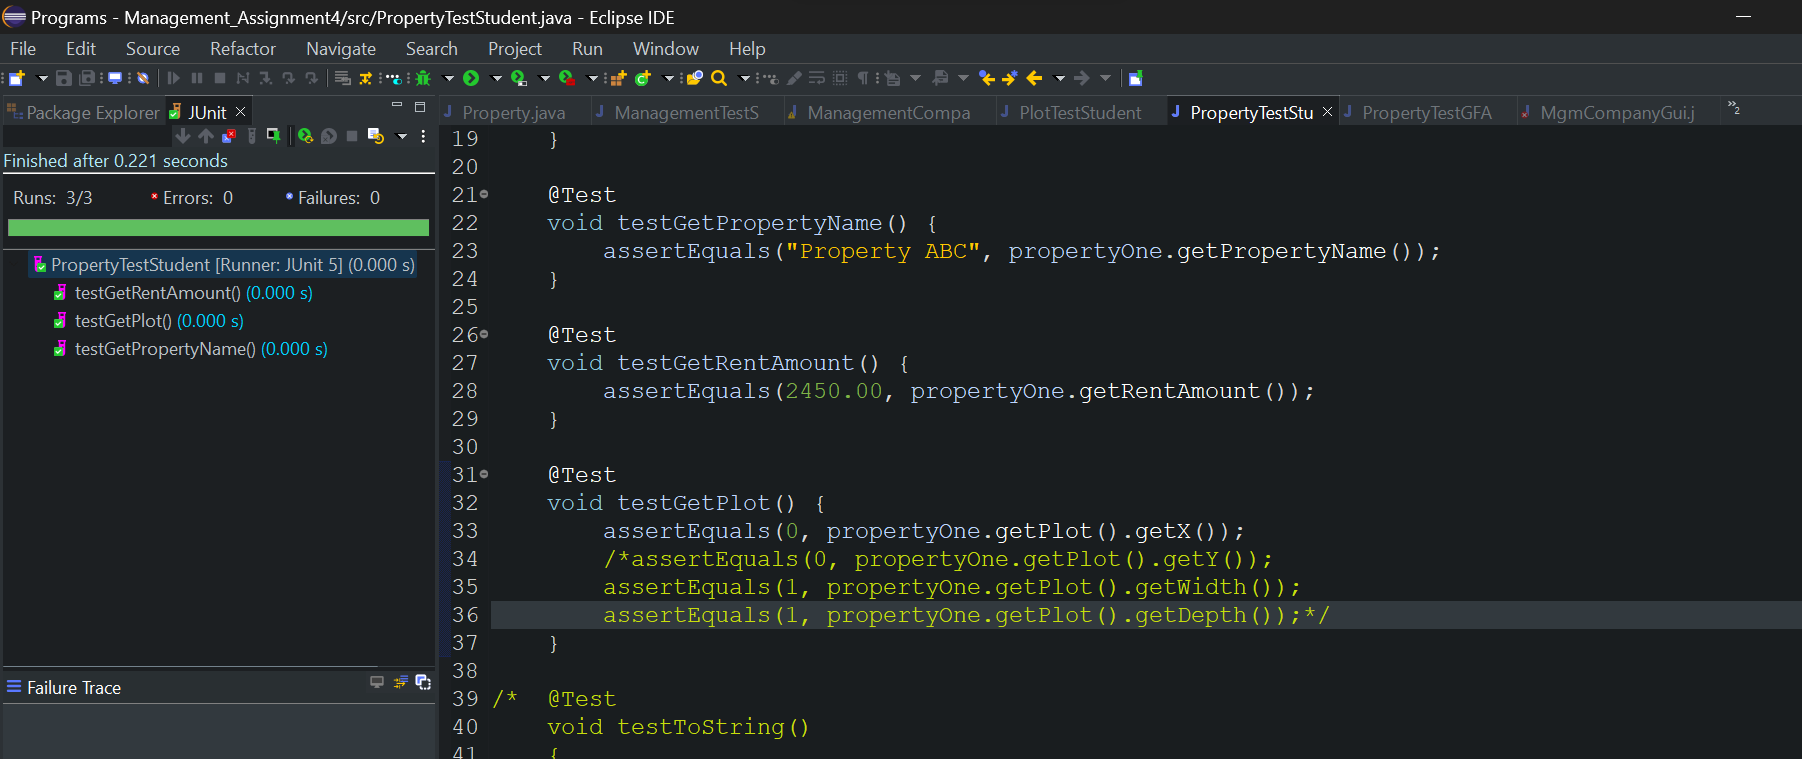 Programs - Management_Assignment4/src/PropertyTestStudent.java - Eclipse IDE
File Edit Source Refactor Navigate Search Project Run Window Help
Package Explorer JUnit
Property.java ManagementTestS ManagementCompa PlotTestStudent PropertyTestStu PropertyTestGFA MgmCompanyGui.j »2
Finished after 0.221 seconds
Runs: 3/3 Errors: 0 Failures: 0
PropertyTestStudent [Runner: JUnit 5] (0.000 s)
testGetRentAmount() (0.000 s)
testGetPlot() (0.000 s)
testGetPropertyName() (0.000 s)
Failure Trace
19 }
20
21 @Test
22 void testGetPropertyName() {
23 assertEquals("Property ABC", propertyOne.getPropertyName());
24 }
25
26 @Test
27 void testGetRentAmount() {
28 assertEquals(2450.00, propertyOne.getRentAmount());
29 }
30
31 @Test
32 void testGetPlot() {
33 assertEquals(0, propertyOne.getPlot().getX());
34 /*assertEquals(0, propertyOne.getPlot().getY());
35 assertEquals(1, propertyOne.getPlot().getWidth());
36 assertEquals(1, propertyOne.getPlot().getDepth());*/
37 }
38
39 /* @Test
40 void testToString()
41 {